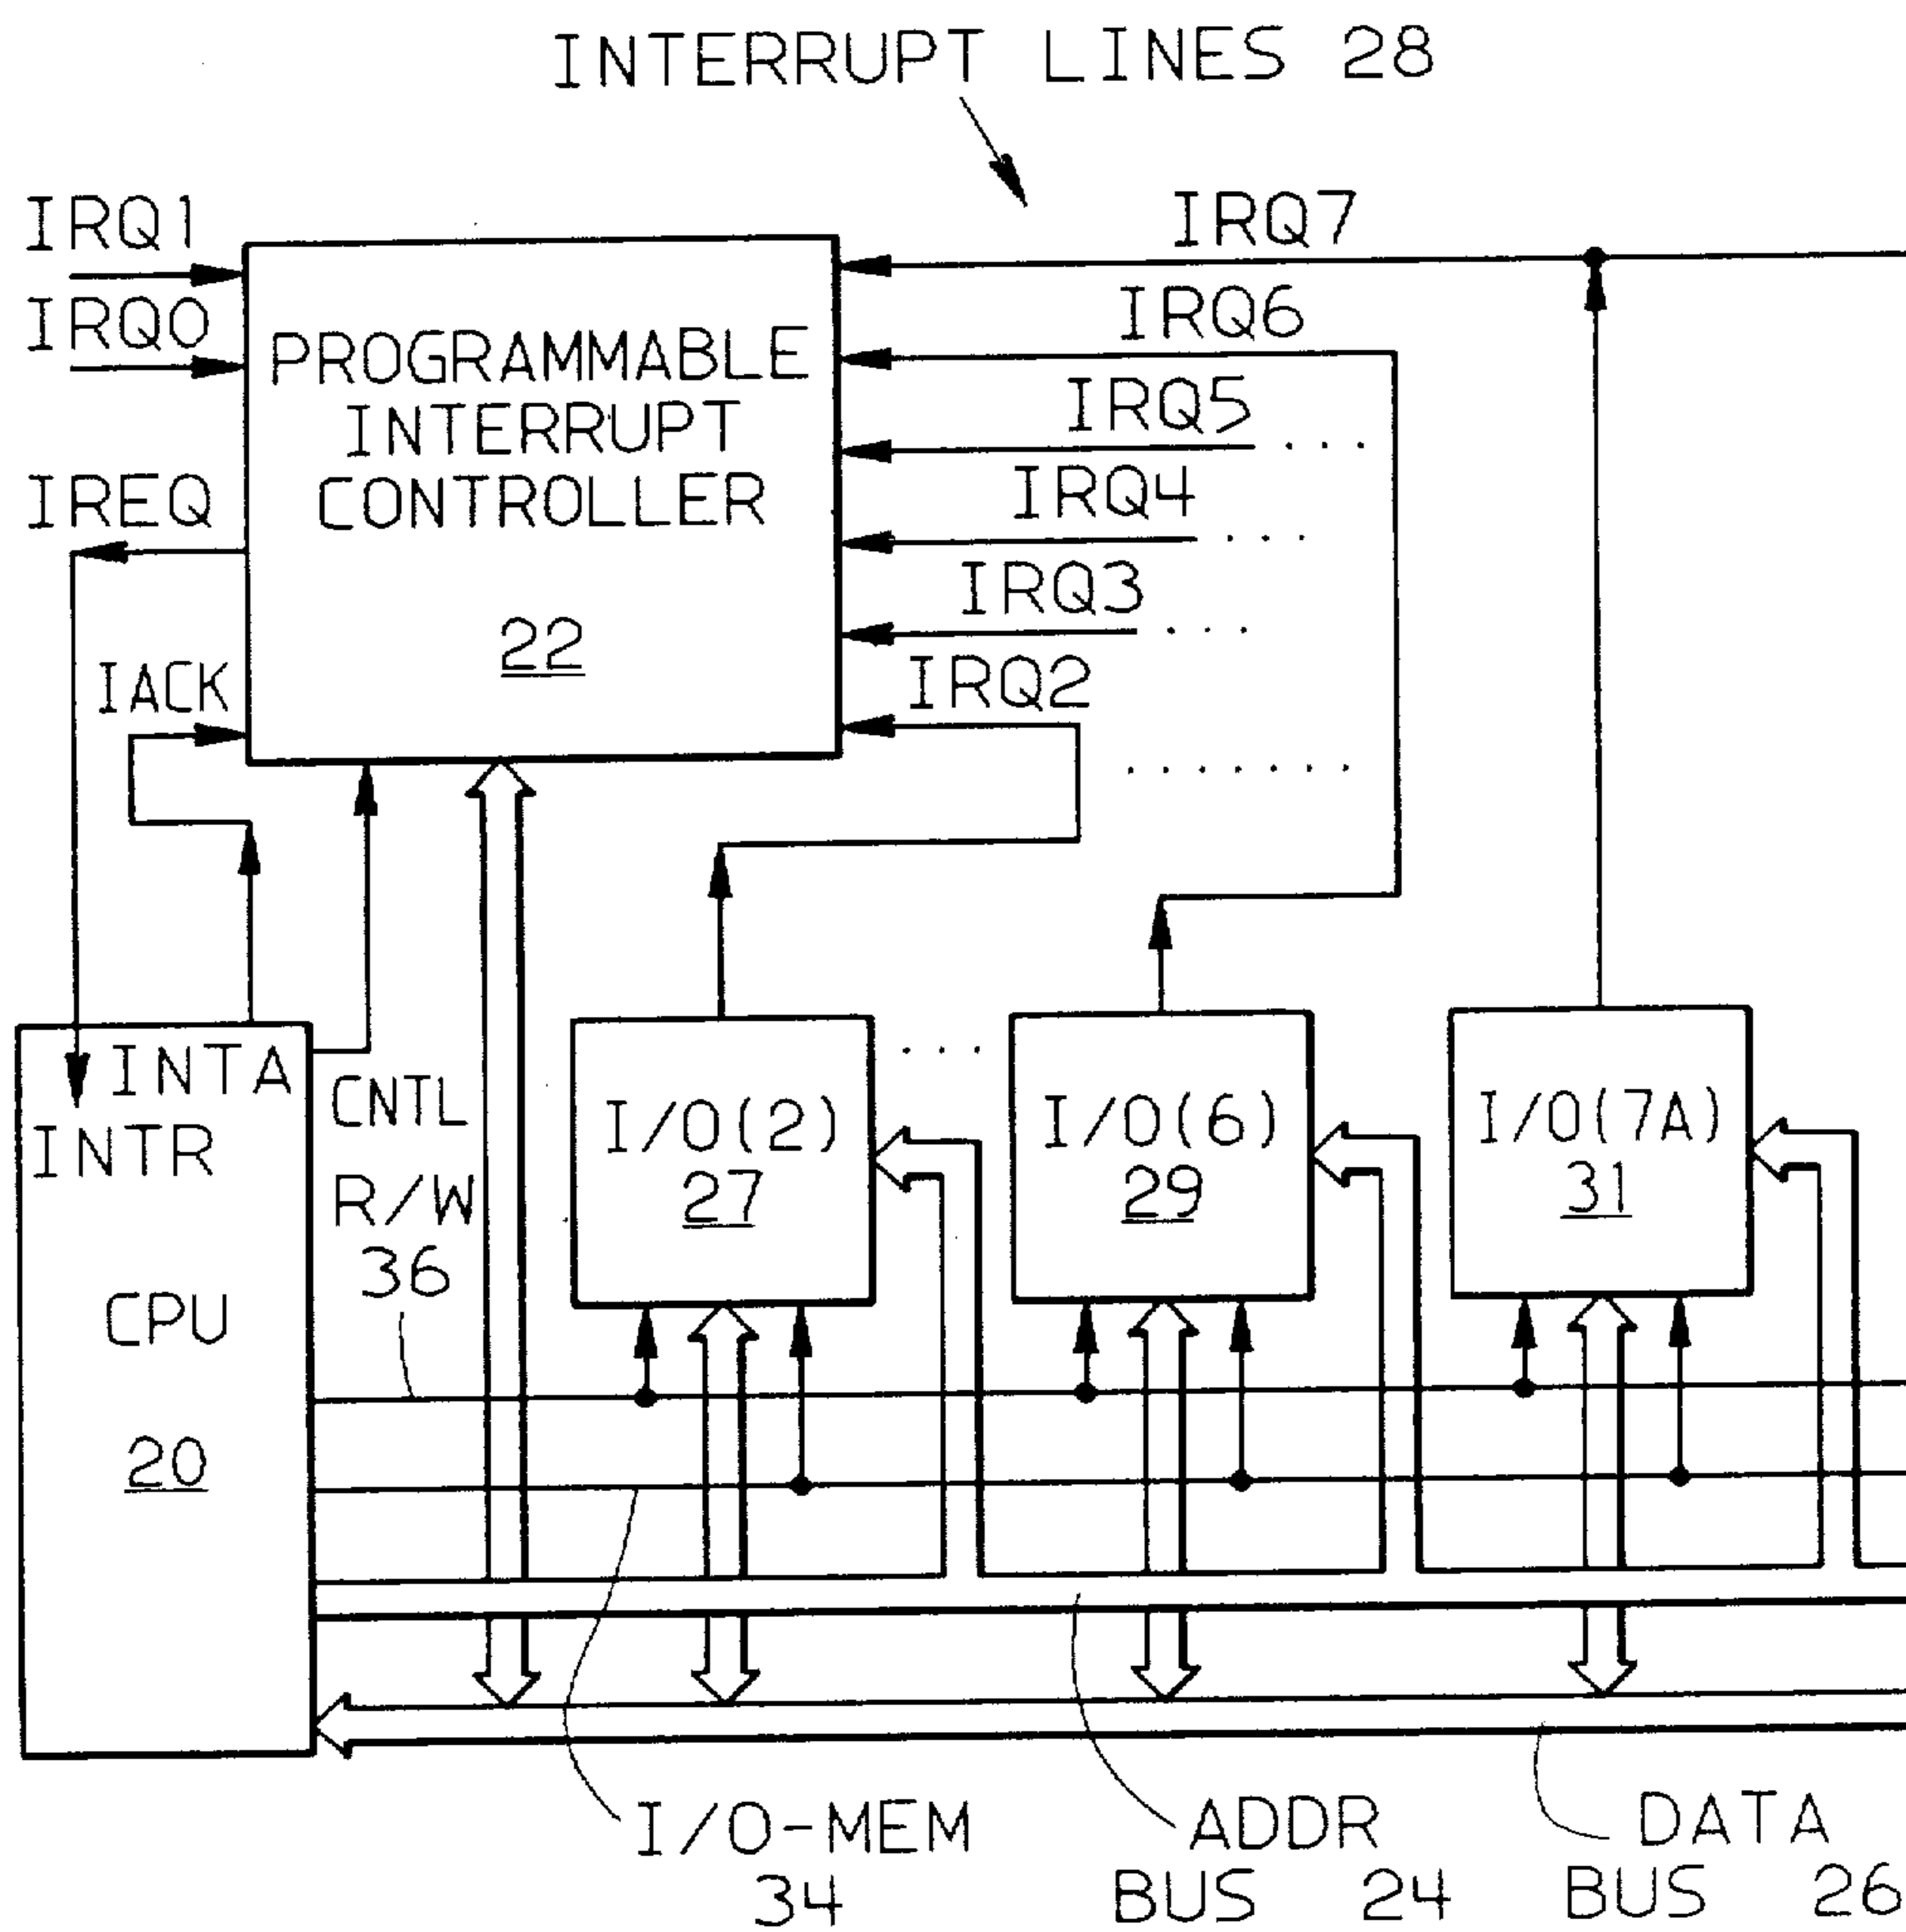 INTERRUPT LINES 28
IRQ1
IRQ7
IRQ0
IRQ6
PROGRAMMABLE
INTERRUPT
CONTROLLER
22
IRQ5
IREQ
IRQ4
IRQ3
IACK
IRQ2
INTA
INTR
CNTL
R/W
36
CPU
20
I/O(2)
27
I/O(6)
29
I/O(7A)
31
I/O-MEM
34
ADDR
BUS 24
DATA
BUS 26